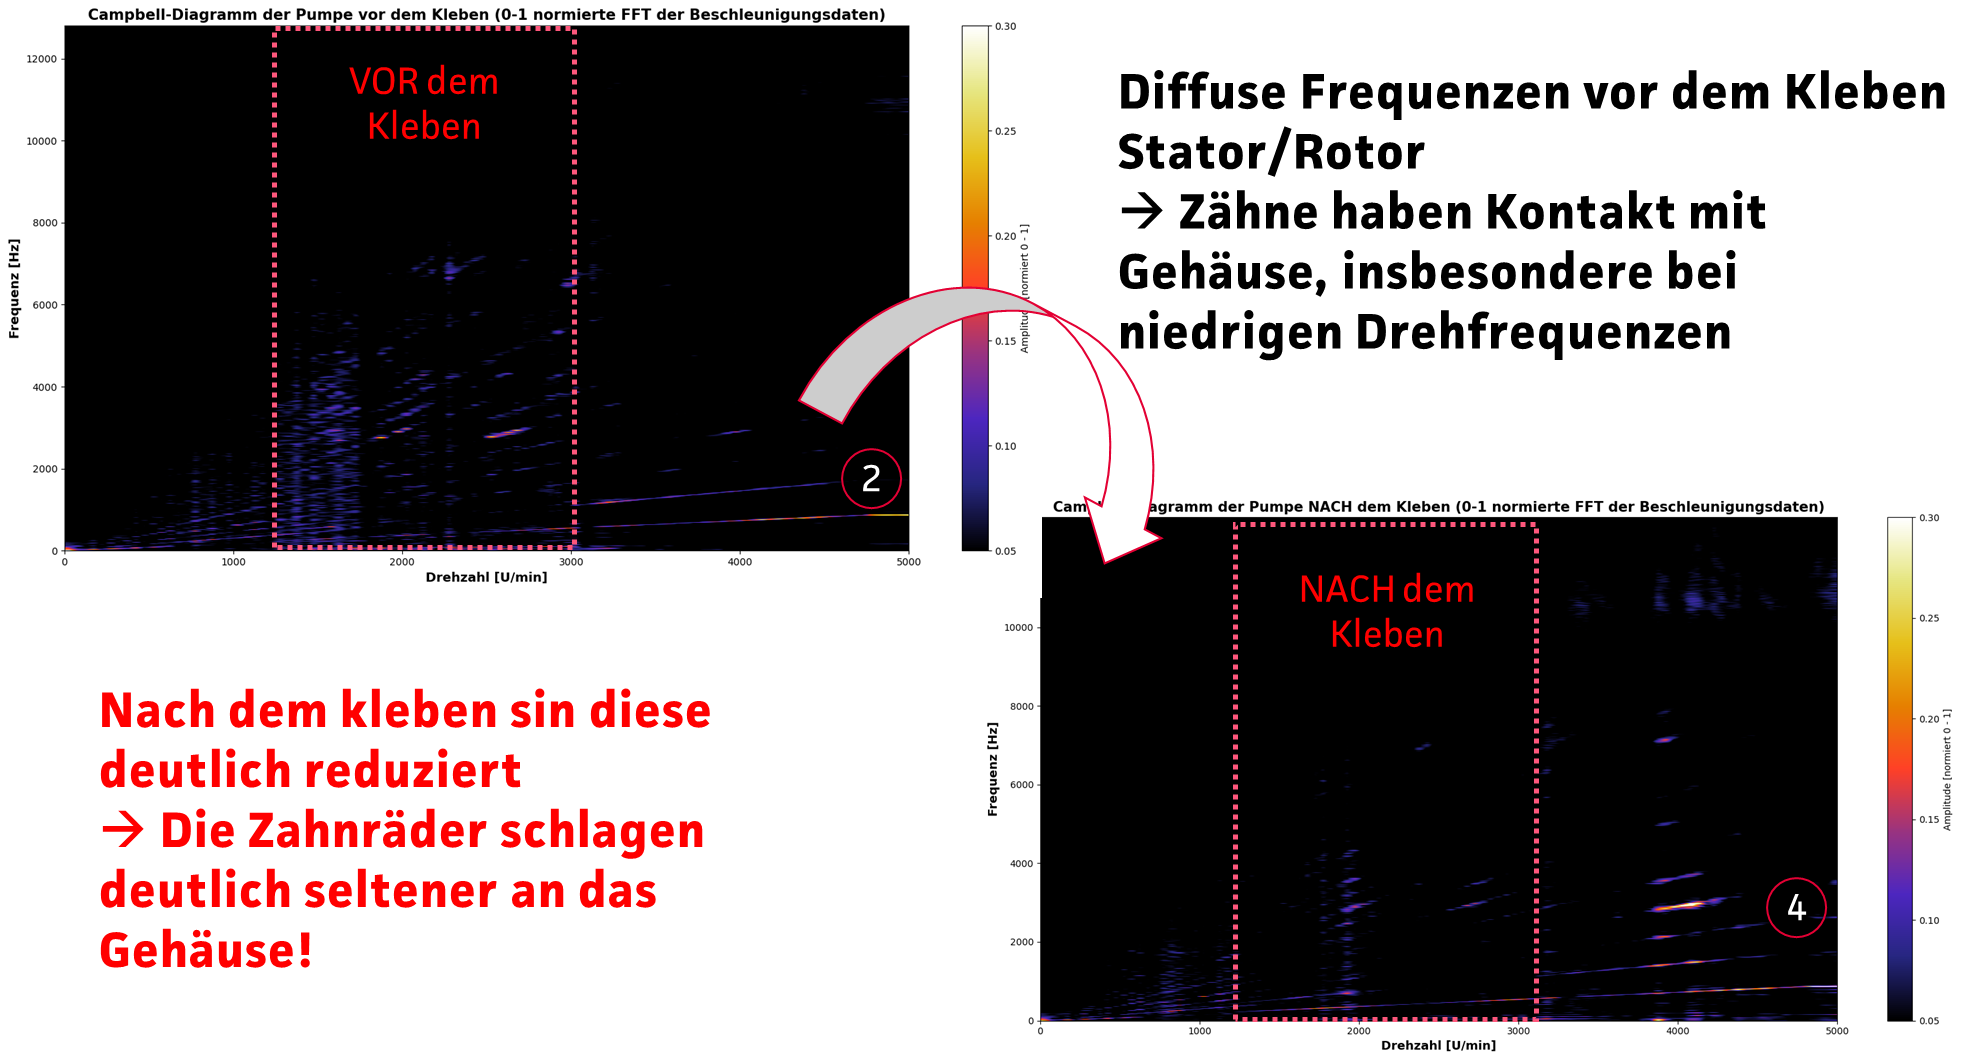 Campbell-Diagramm der Pumpe vor dem Kleben (0-1 normierte FFT der Beschleunigungsdaten)
VOR dem
Kleben
12000
10000
8000
6000
4000
2000
0
Frequenz [Hz]
0
1000
2000
3000
4000
5000
Drehzahl [U/min]
0.30
0.25
0.20
0.15
0.10
0.05
[normiert 0 - 1]
2
Diffuse Frequenzen vor dem Kleben
Stator/Rotor
→ Zähne haben Kontakt mit
Gehäuse, insbesondere bei
niedrigen Drehfrequenzen
Nach dem kleben sin diese
deutlich reduziert
→ Die Zahnräder schlagen
deutlich seltener an das
Gehäuse!
der Pumpe NACH dem Kleben (0-1 normierte FFT der Beschleunigungsdaten)
NACH dem
Kleben
10000
8000
6000
4000
2000
0
Frequenz [Hz]
0
1000
2000
3000
4000
5000
Drehzahl [U/min]
0.30
0.25
0.20
0.15
0.10
0.05
Amplitude [normiert 0 - 1]
4